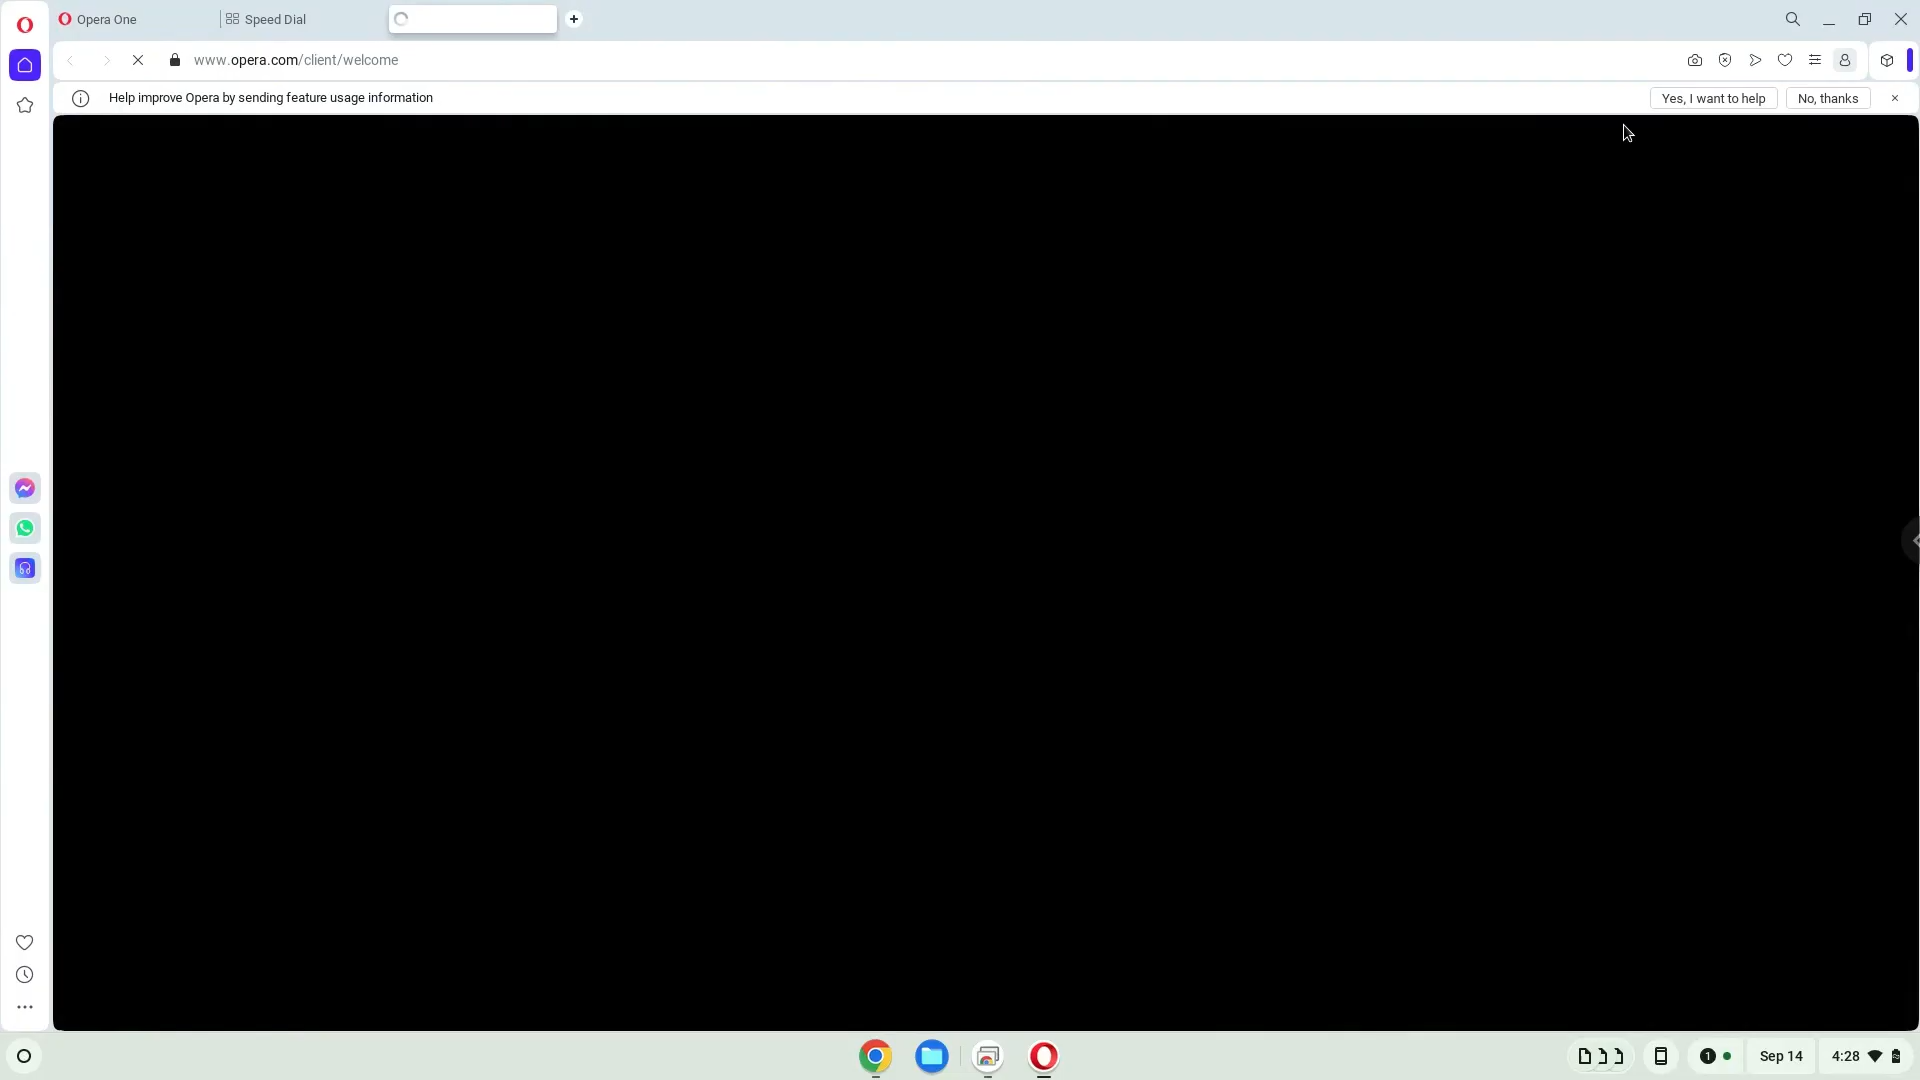 Opera One
Speed Dial
www.opera.com/client/welcome
Help improve Opera by sending feature usage information
Yes, I want to help
No, thanks
1
Sep 14
4:28